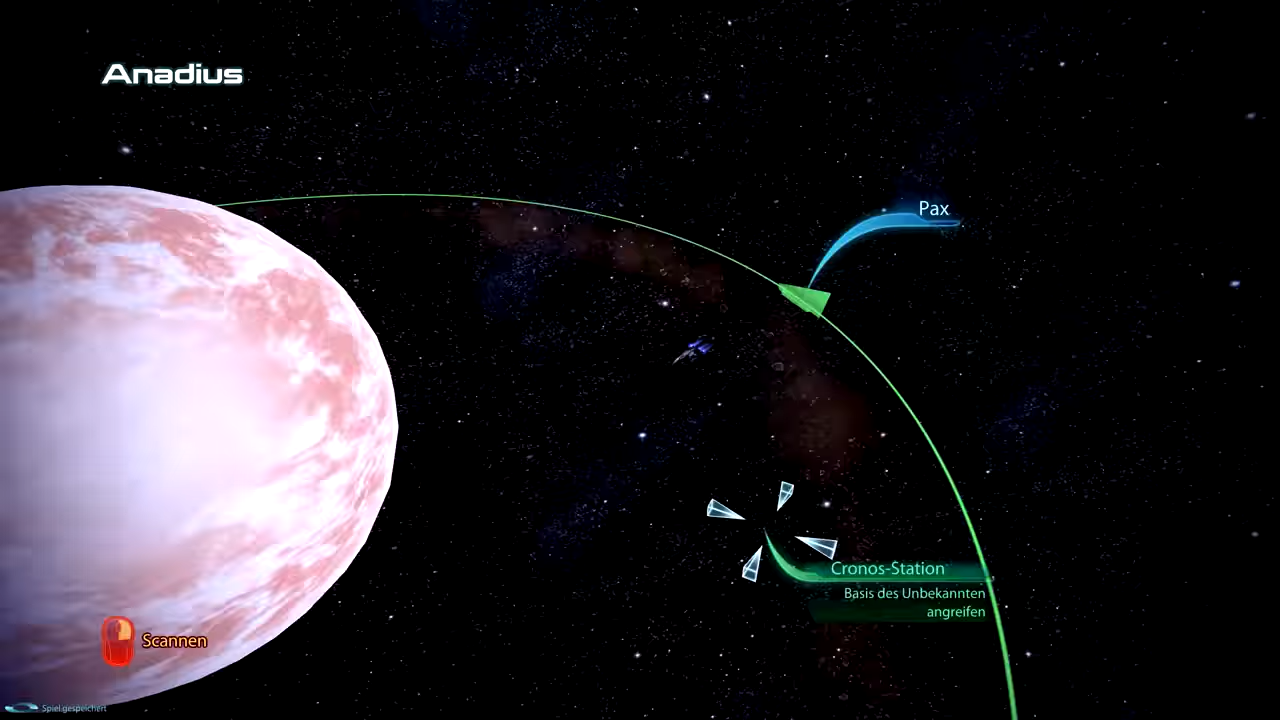 Anadius
Pax
Cronos-Station
Basis des Unbekannten
angreifen
Scannen
Spiel gespeichert